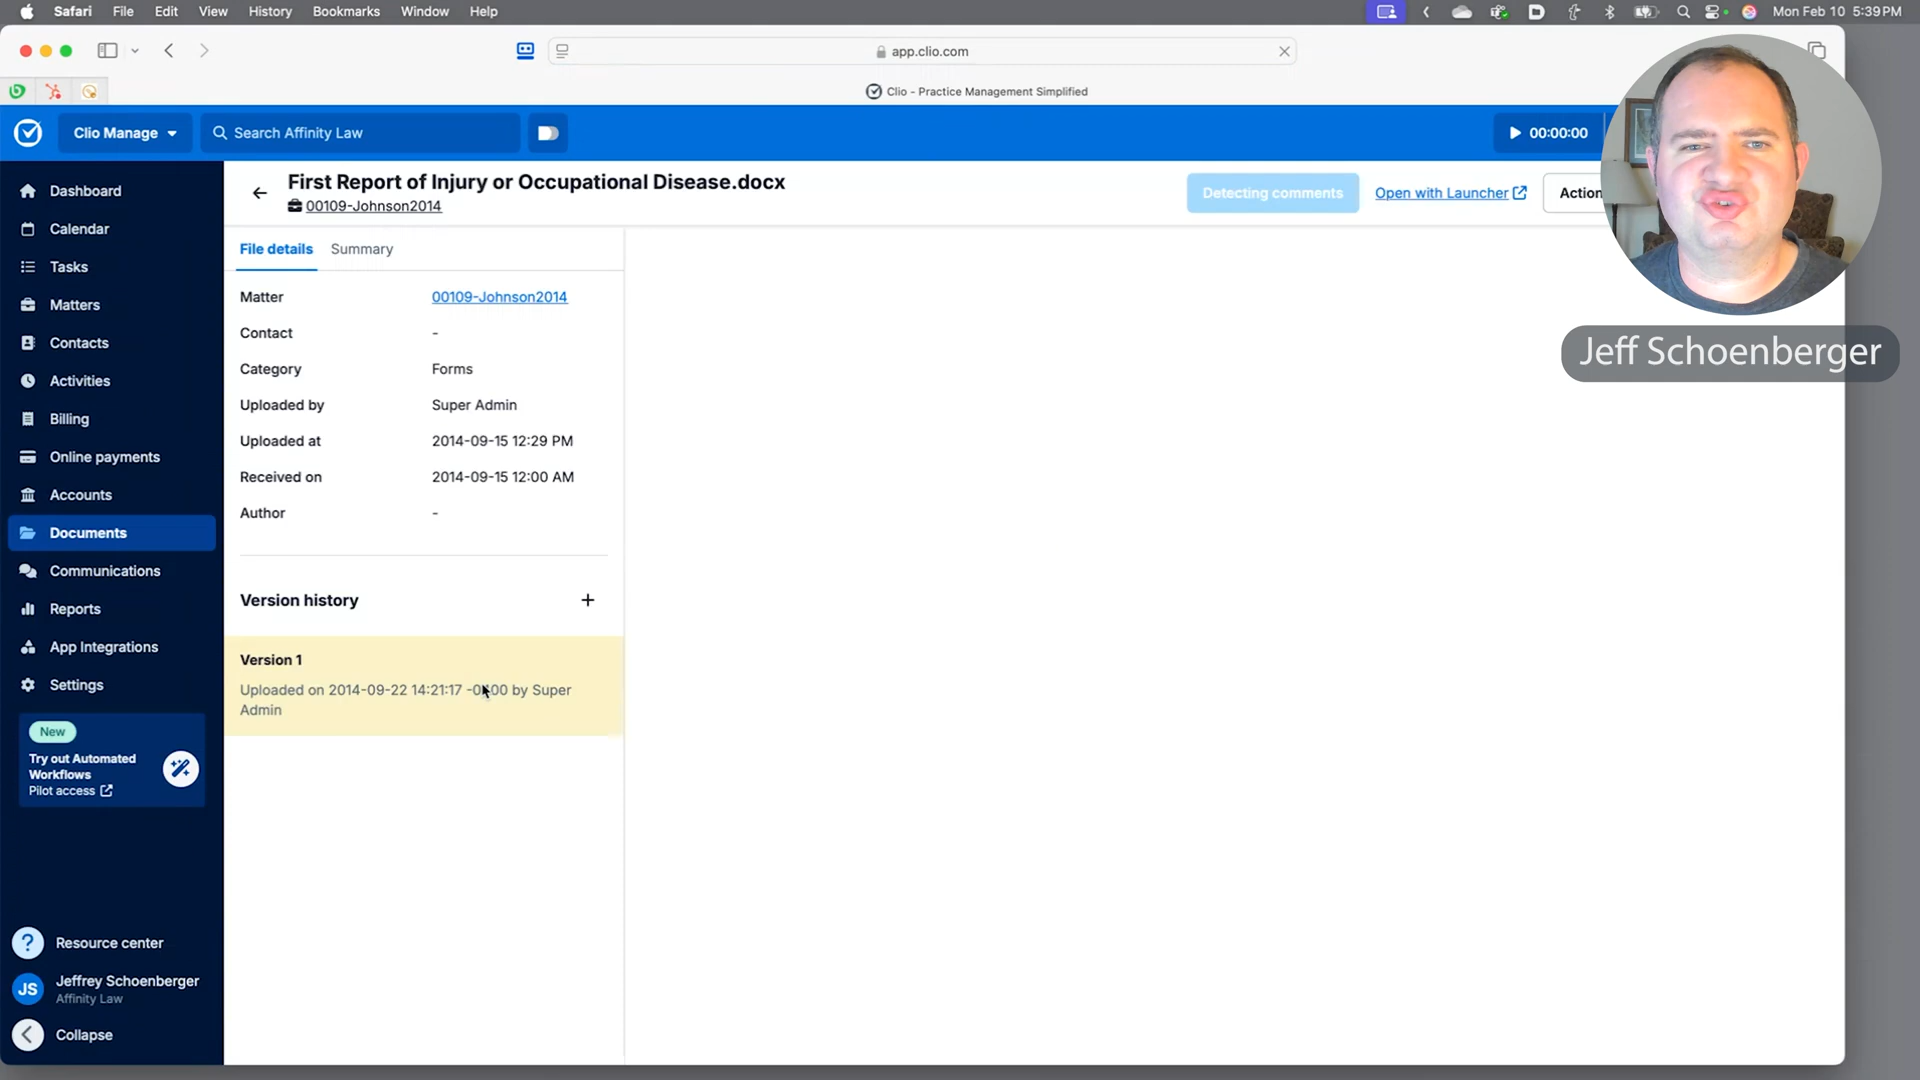 Safari File Edit View History Bookmarks Window Help
Mon Feb 10 5:39 PM
app.clio.com
Clio - Practice Management Simplified
Clio Manage
Search Affinity Law
00:00:00
Dashboard
Calendar
Tasks
Matters
Contacts
Activities
Billing
Online payments
Accounts
Documents
Communications
Reports
App Integrations
Settings
New
Try out Automated
Workflows
Pilot access
Resource center
JS
Jeffrey Schoenberger
Affinity Law
Collapse
First Report of Injury or Occupational Disease.docx
00109-Johnson2014
Detecting comments
Open with Launcher
Action
Jeff Schoenberger
File details Summary
Matter 00109-Johnson2014
Contact -
Category Forms
Uploaded by Super Admin
Uploaded at 2014-09-15 12:29 PM
Received on 2014-09-15 12:00 AM
Author -
Version history
Version 1
Uploaded on 2014-09-22 14:21:17 by Super
Admin